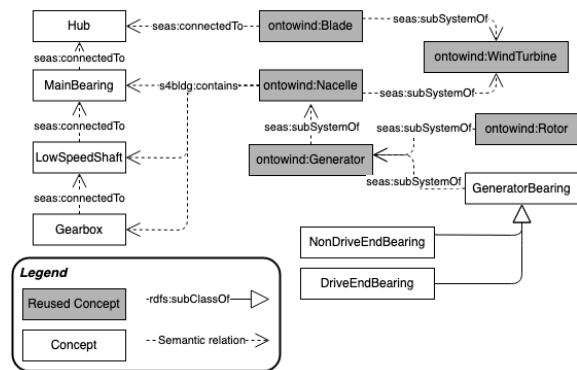 Hub
seas:connectedTo
ontowind:Blade
seas:subSystemOf
ontowind:WindTurbine
seas:connectedTo
MainBearing
s4bldg:contains
ontowind:Nacelle
seas:subSystemOf
seas:connectedTo
seas:subSystemOf
seas:subSystemOf
ontowind:Rotor
LowSpeedShaft
ontowind:Generator
seas:subSystemOf
GeneratorBearing
seas:connectedTo
Gearbox
NonDriveEndBearing
DriveEndBearing
Legend
Reused Concept
rdfs:subClassOf
Concept
Semantic relation